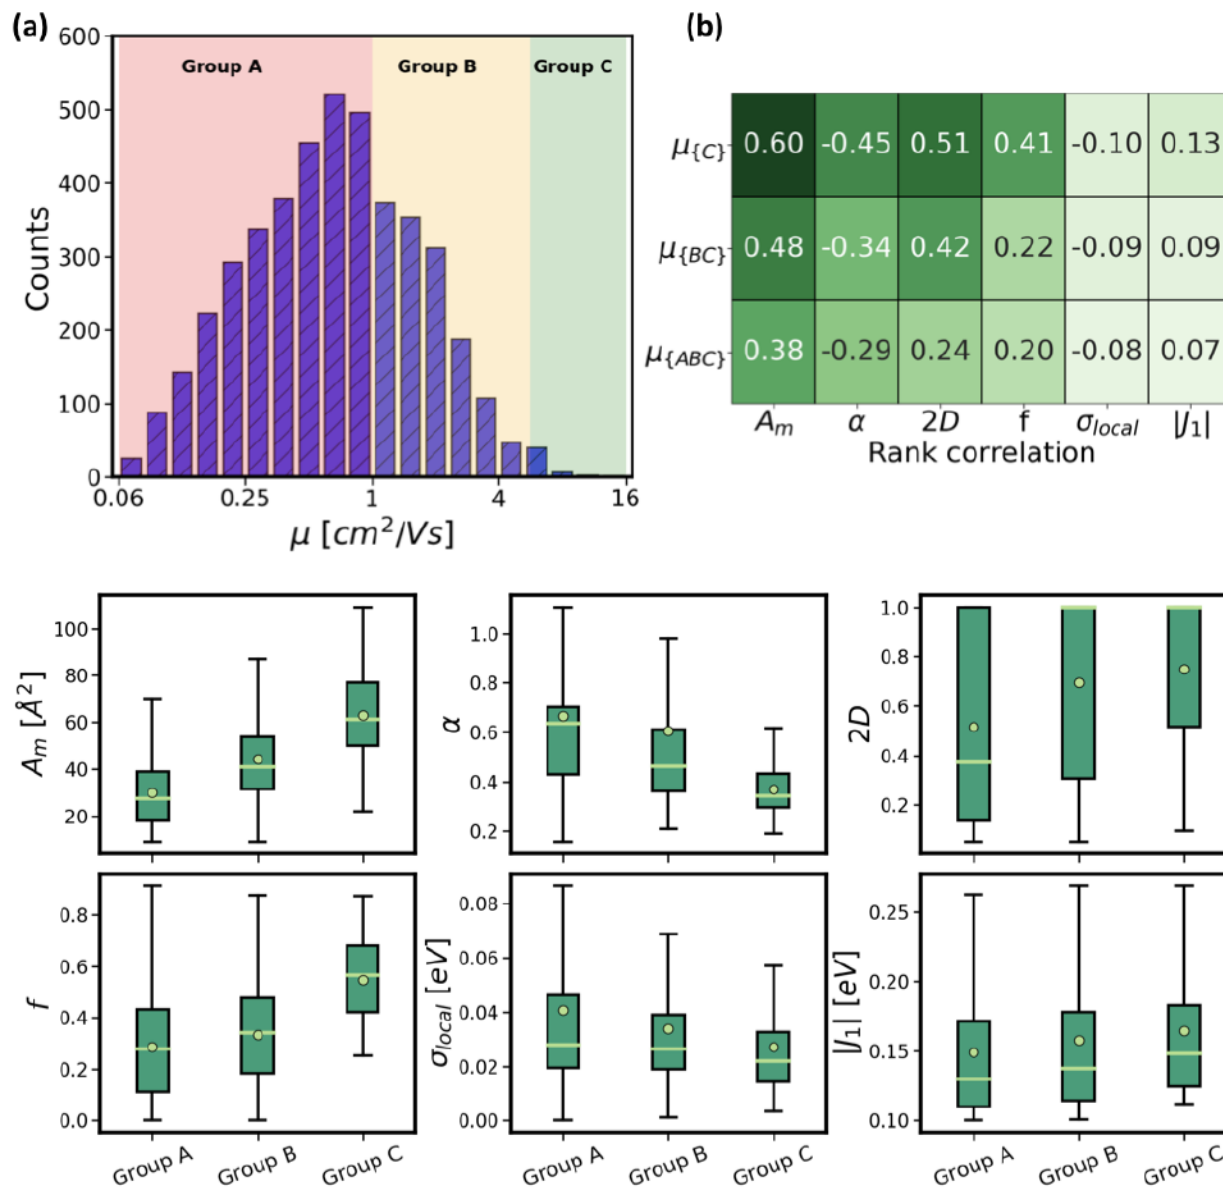 (a)
(b)
600
500
400
300
200
100
0
Counts
Group A
Group B
Group C
0.06
0.25
1
4
16
μ [cm²/Vs]
μ{C}
0.60
-0.45
0.51
0.41
-0.10
0.13
μ{BC}
0.48
-0.34
0.42
0.22
-0.09
0.09
μ{ABC}
0.38
-0.29
0.24
0.20
-0.08
0.07
Aₘ
α
2D
f
σlocal
|J₁|
Rank correlation
Aₘ [Å²]
100
80
60
40
20
α
1.0
0.8
0.6
0.4
0.2
2D
1.0
0.8
0.6
0.4
0.2
f
0.8
0.6
0.4
0.2
0.0
Group A
Group B
Group C
σlocal [eV]
0.08
0.06
0.04
0.02
0.00
Group A
Group B
Group C
|J₁| [eV]
0.25
0.20
0.15
0.10
Group A
Group B
Group C